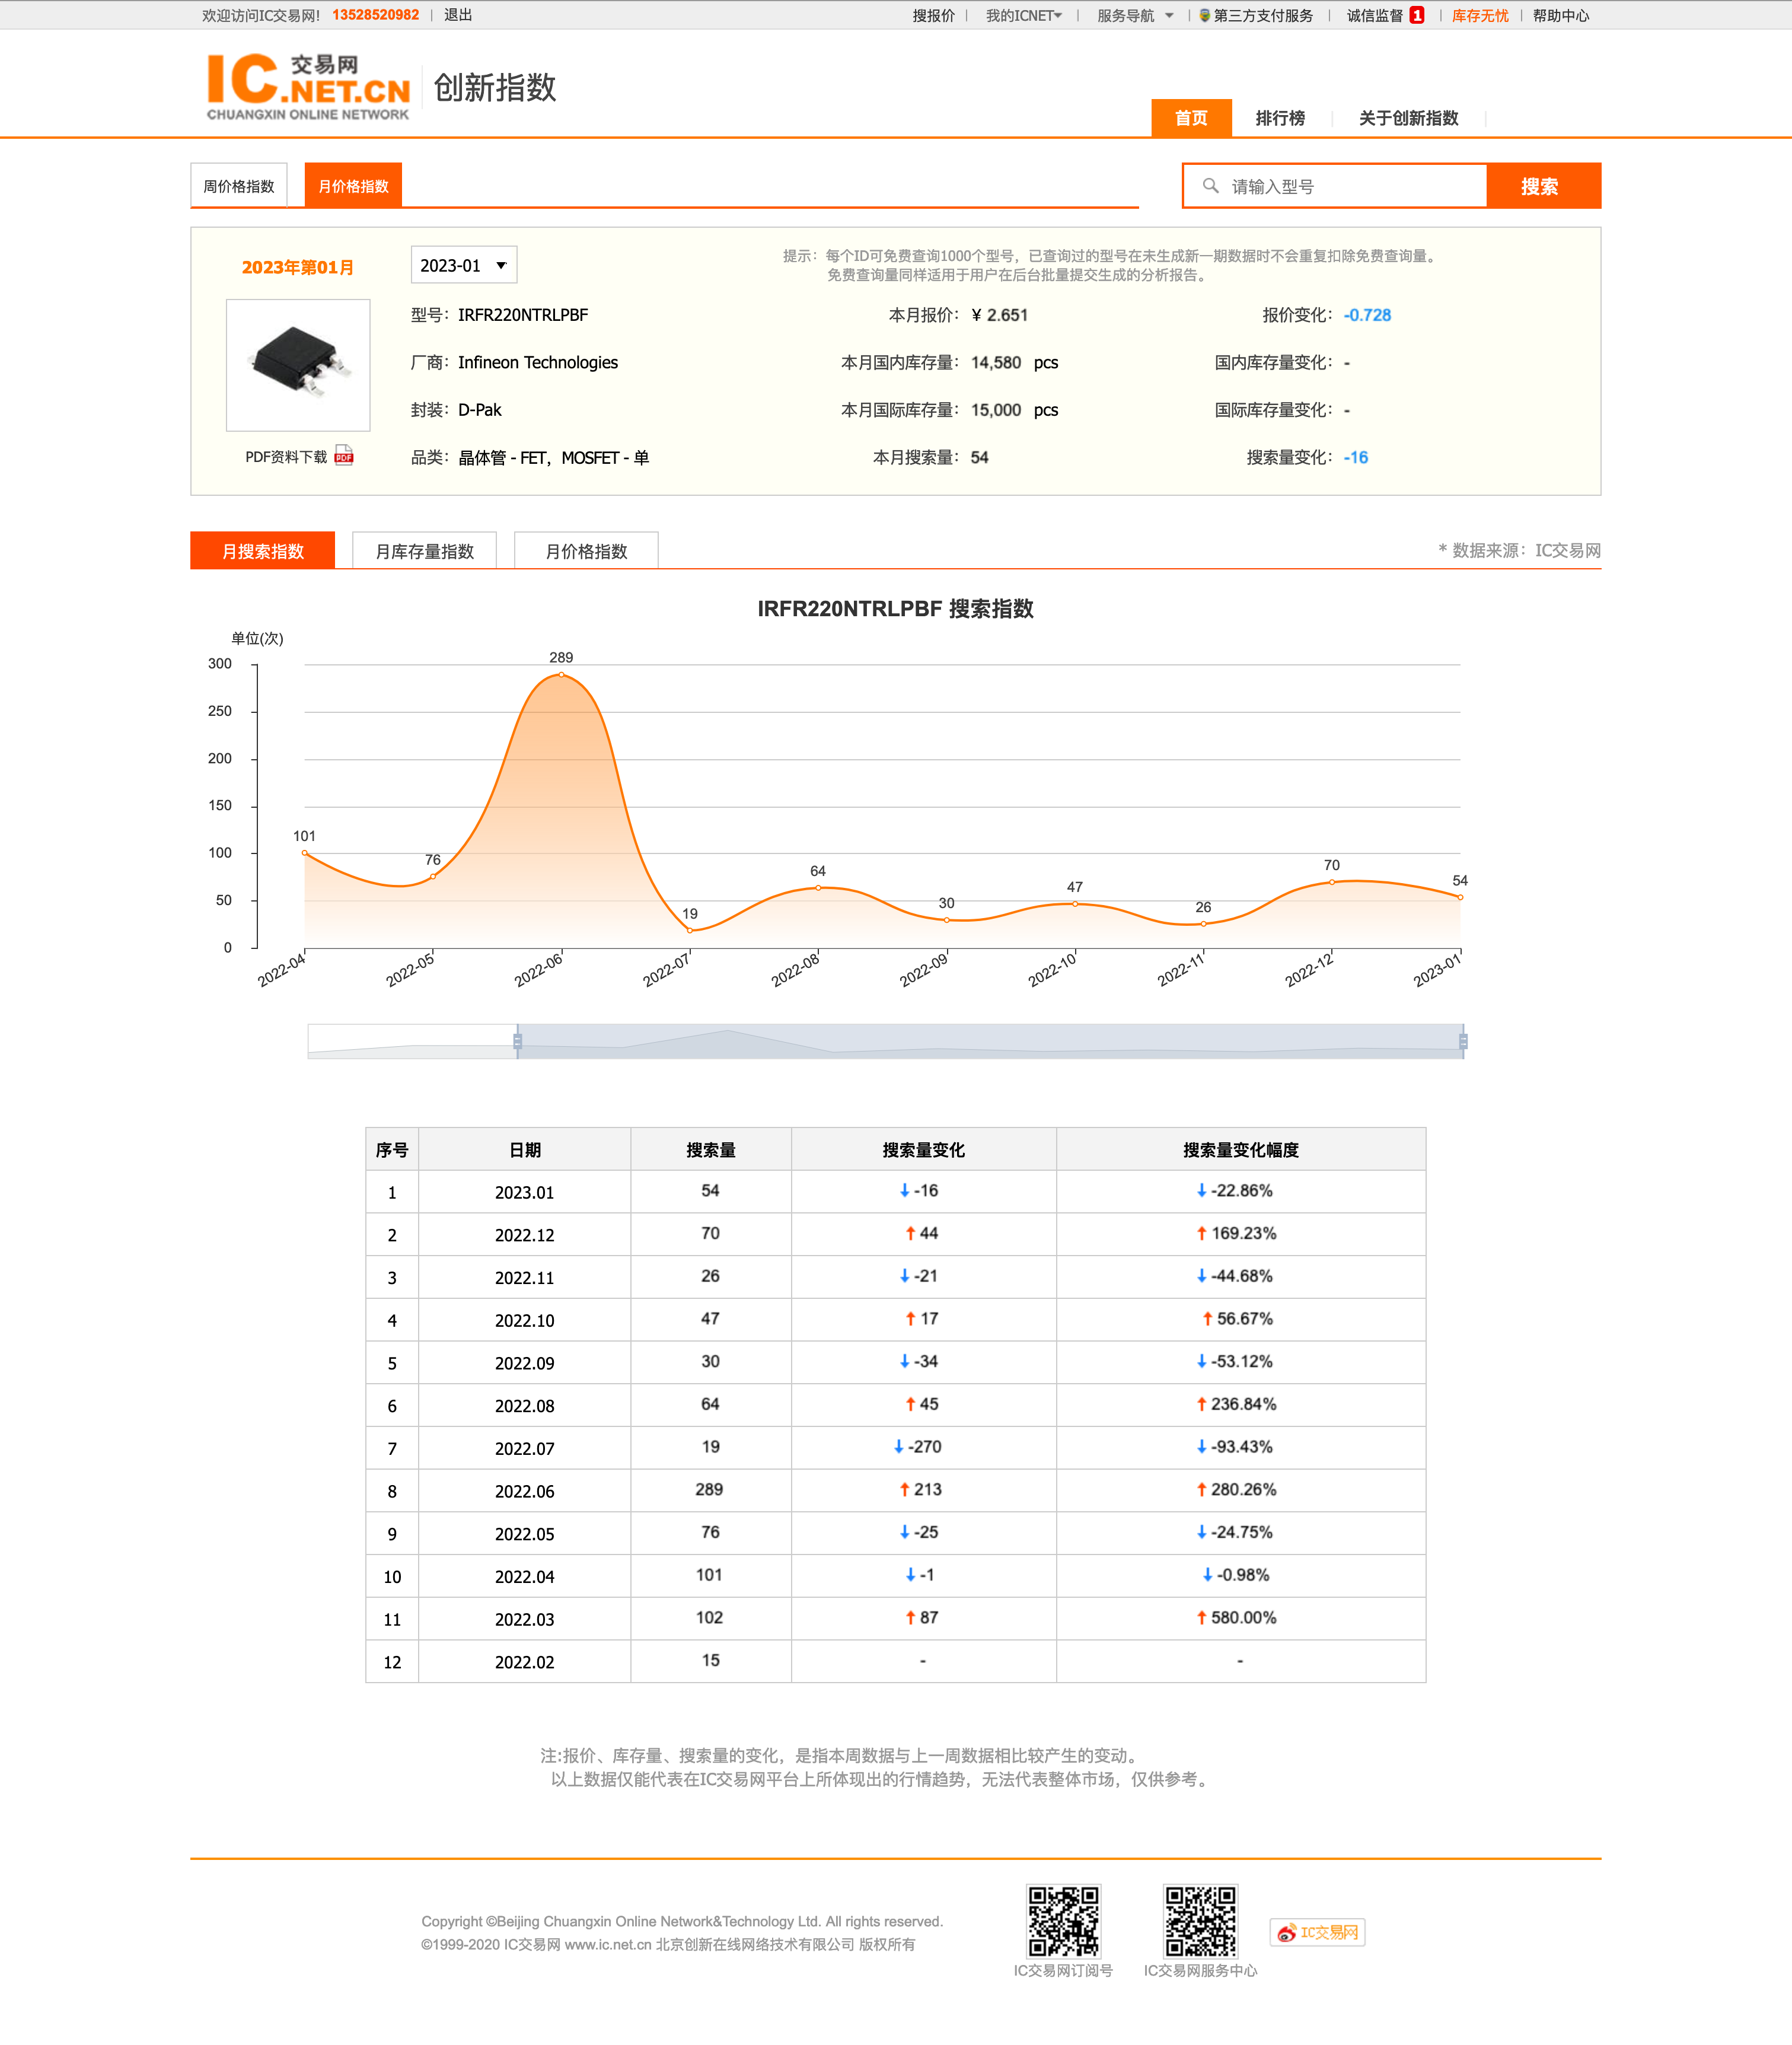 欢迎访问IC交易网! 13528520982 | 退出 搜报价 | 我的ICNET | 服务导航 | 第三方支付服务 | 诚信监督 1 | 库存无忧 | 帮助中心
IC交易网.NET.CN
CHUANGXIN ONLINE NETWORK
创新指数
首页 排行榜 关于创新指数
周价格指数 月价格指数 请输入型号 搜索
2023年第01月 2023-01 提示：每个ID可免费查询1000个型号，已查询过的型号在未生成新一期数据时不会重复扣除免费查询量。
免费查询量同样适用于用户在后台批量提交生成的分析报告。
型号：IRFR220NTRLPBF 本月报价：￥ 2.651 报价变化：-0.728
厂商：Infineon Technologies 本月国内库存量：14,580 pcs 国内库存量变化：-
封装：D-Pak 本月国际库存量：15,000 pcs 国际库存量变化：-
PDF资料下载 PDF 品类：晶体管 - FET，MOSFET - 单 本月搜索量：54 搜索量变化：-16
月搜索指数 月库存量指数 月价格指数 * 数据来源：IC交易网
IRFR220NTRLPBF 搜索指数
单位(次)
300
250
200
150
100
50
0
101 76 289 19 64 30 47 26 70 54
2022-04 2022-05 2022-06 2022-07 2022-08 2022-09 2022-10 2022-11 2022-12 2023-01
序号 日期 搜索量 搜索量变化 搜索量变化幅度
1 2023.01 54 ↓ -16 ↓ -22.86%
2 2022.12 70 ↑ 44 ↑ 169.23%
3 2022.11 26 ↓ -21 ↓ -44.68%
4 2022.10 47 ↑ 17 ↑ 56.67%
5 2022.09 30 ↓ -34 ↓ -53.12%
6 2022.08 64 ↑ 45 ↑ 236.84%
7 2022.07 19 ↓ -270 ↓ -93.43%
8 2022.06 289 ↑ 213 ↑ 280.26%
9 2022.05 76 ↓ -25 ↓ -24.75%
10 2022.04 101 ↓ -1 ↓ -0.98%
11 2022.03 102 ↑ 87 ↑ 580.00%
12 2022.02 15 - -
注:报价、库存量、搜索量的变化，是指本周数据与上一周数据相比较产生的变动。
以上数据仅能代表在IC交易网平台上所体现出的行情趋势，无法代表整体市场，仅供参考。
Copyright ©Beijing Chuangxin Online Network&Technology Ltd. All rights reserved.
©1999-2020 IC交易网 www.ic.net.cn 北京创新在线网络技术有限公司 版权所有
IC交易网订阅号 IC交易网服务中心 IC交易网